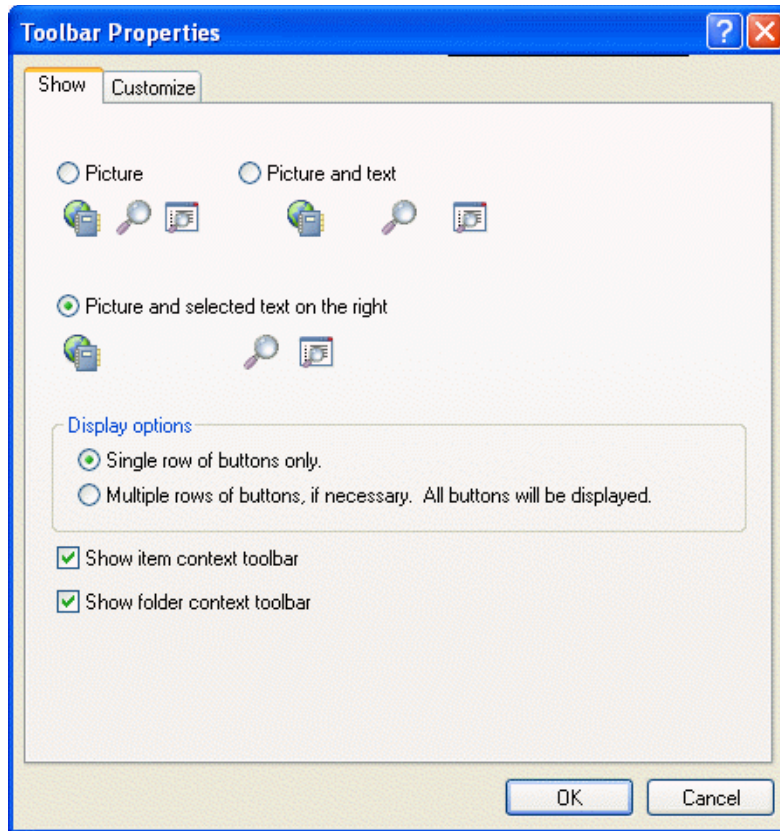 Toolbar Properties
Show Customize
Picture Picture and text
Picture and selected text on the right
Display options
Single row of buttons only.
Multiple rows of buttons, if necessary. All buttons will be displayed.
Show item context toolbar
Show folder context toolbar
OK Cancel